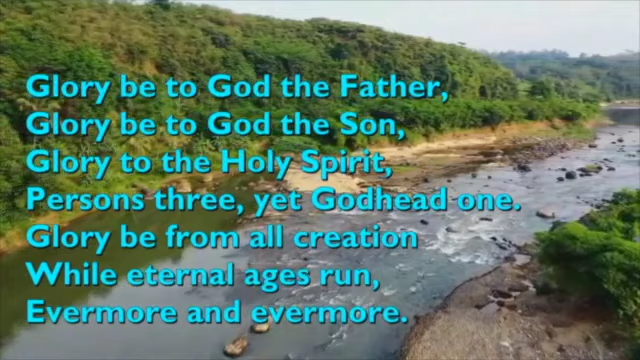 Glory be to God the Father,
Glory be to God the Son,
Glory to the Holy Spirit,
Persons three, yet Godhead one.
Glory be from all creation
While eternal ages run,
Evermore and evermore.